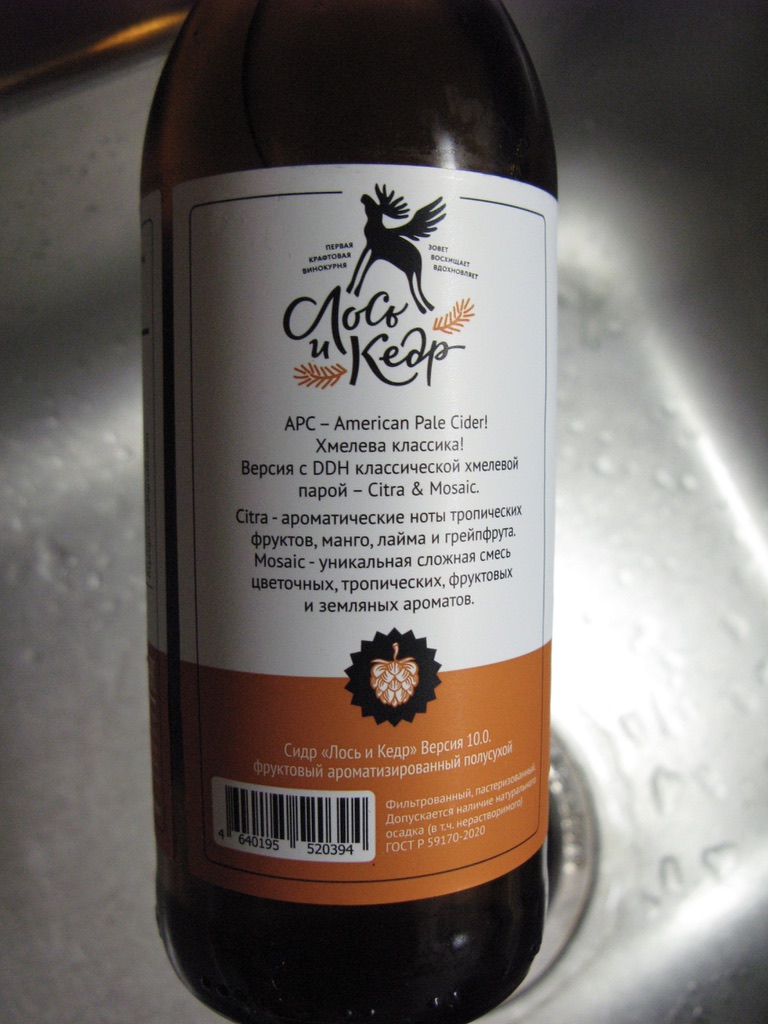 ПЕРВАЯ
КРАФТОВАЯ
ВИНОКУРНЯ
ЗОВЕТ
ВОСХИЩАЕТ
ВДОХНОВЛЯЕТ
Лось
и Кедр
APC – American Pale Cider!
Хмелева классика!
Версия с DDH классической хмелевой
парой – Citra & Mosaic.
Citra - ароматические ноты тропических
фруктов, манго, лайма и грейпфрута.
Mosaic - уникальная сложная смесь
цветочных, тропических, фруктовых
и земляных ароматов.
Сидр «Лось и Кедр» Версия 10.0.
фруктовый ароматизированный полусухой
Фильтрованный, пастеризованный.
Допускается наличие натурального
осадка (в т.ч. нерастворимого)
ГОСТ Р 59170-2020
4 640195 520394